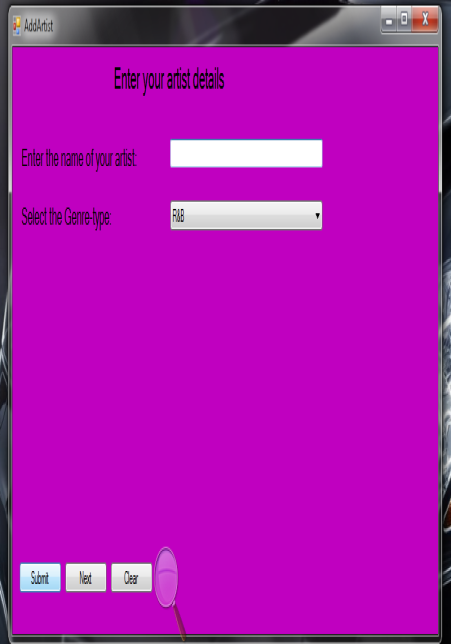 AddArtist
Enter your artist details
Enter the name of your artist:
Select the Genre-type:
R&B
Submit Next Clear